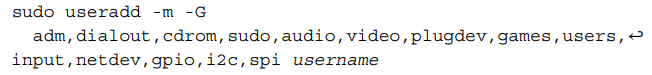 sudo useradd -m -G
adm,dialout,cdrom,sudo,audio,video,plugdev,games,users,↩
input,netdev,gpio,i2c,spi username